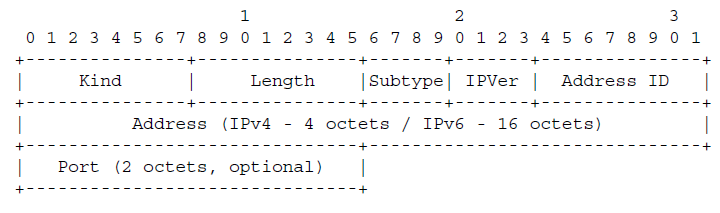 1                   2                   3
 0 1 2 3 4 5 6 7 8 9 0 1 2 3 4 5 6 7 8 9 0 1 2 3 4 5 6 7 8 9 0 1
+---------------+---------------+-------+-------+---------------+
|     Kind      |     Length    |Subtype| IPVer |  Address ID   |
+---------------+---------------+-------+-------+---------------+
|          Address (IPv4 - 4 octets / IPv6 - 16 octets)         |
+-------------------------------+-------------------------------+
|   Port (2 octets, optional)   |
+-------------------------------+